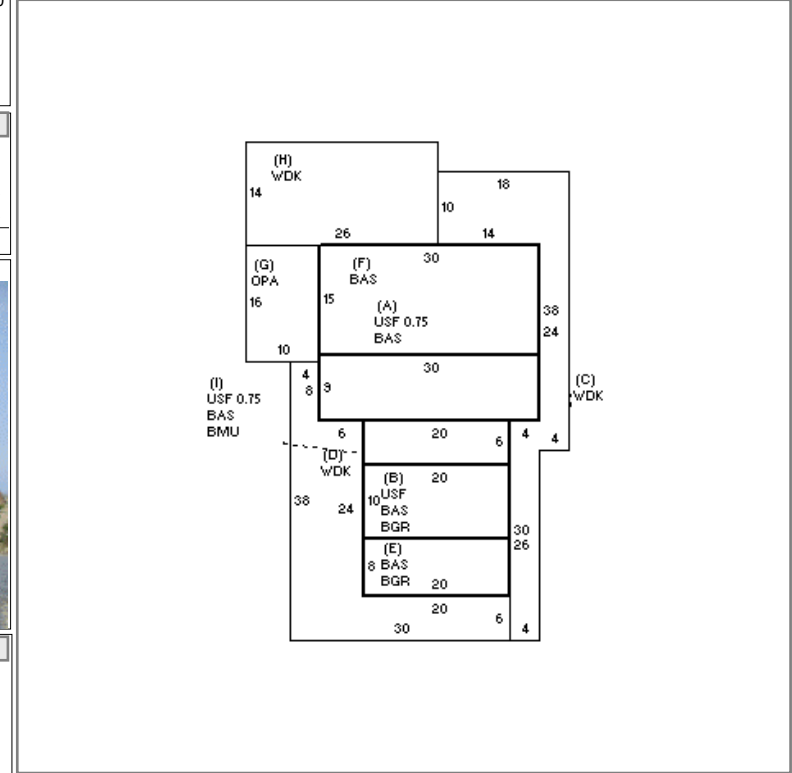 (H)
WDK
14
18
10
26
14
(G)
OPA
16
10
(F)
BAS
30
15
(A)
USF 0.75
BAS
38
24
30
4
8
9
(I)
USF 0.75
BAS
BMU
(C)
WDK
6
20
6
4
4
(D)
WDK
(B)
USF
BAS
BGR
20
10
38
24
30
26
(E)
BAS
BGR
8
20
20
6
30
4